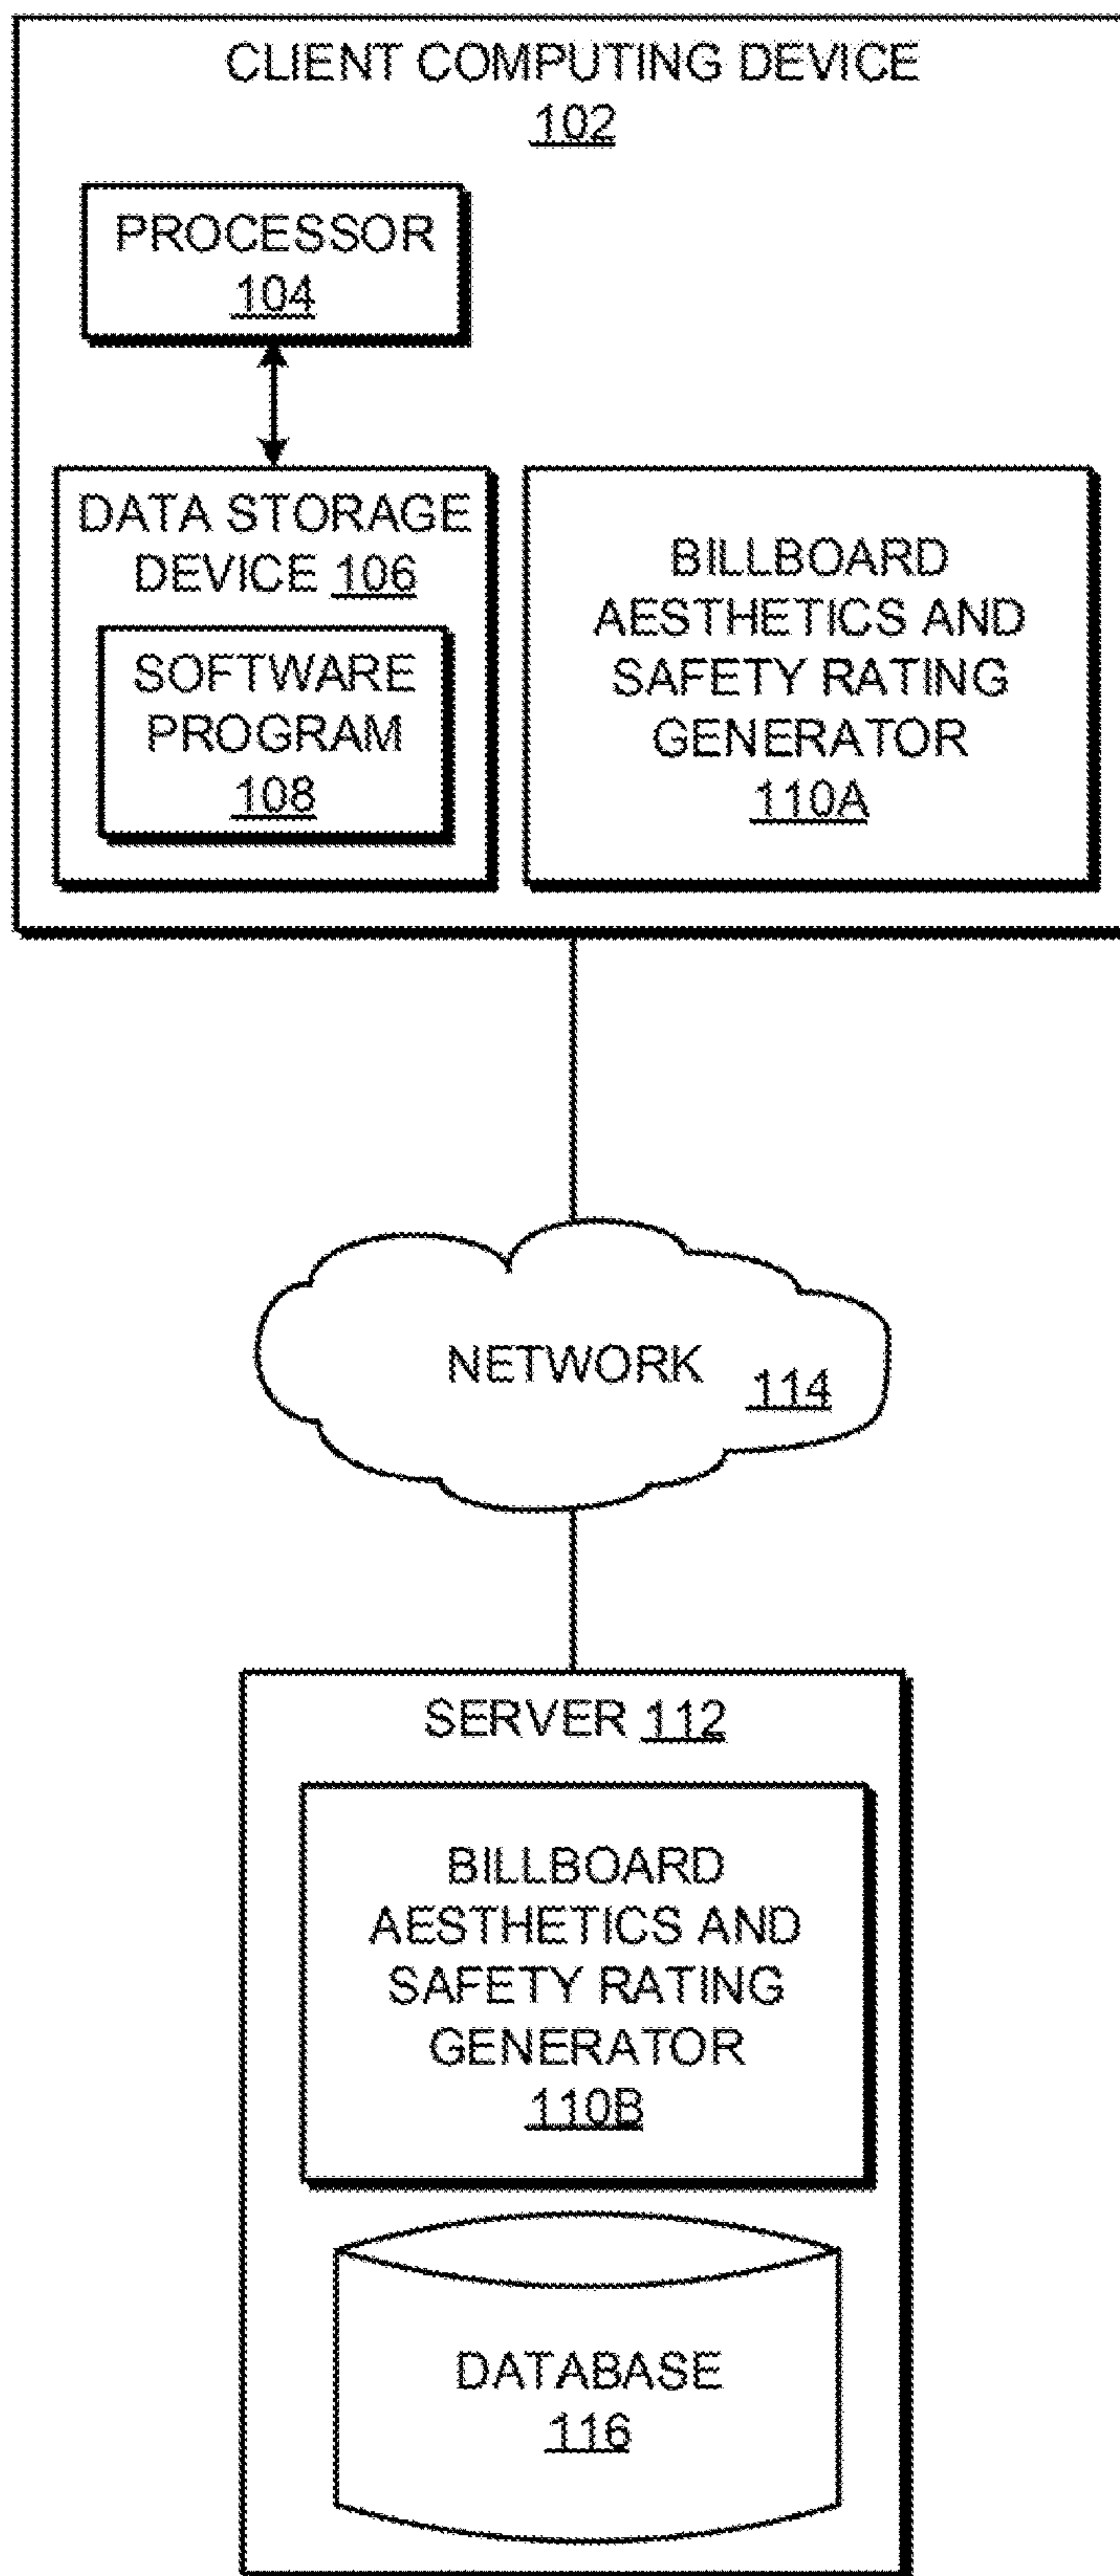 CLIENT COMPUTING DEVICE
102
PROCESSOR
104
DATA STORAGE
DEVICE 106
SOFTWARE
PROGRAM
108
BILLBOARD
AESTHETICS AND
SAFETY RATING
GENERATOR
110A
NETWORK 114
SERVER 112
BILLBOARD
AESTHETICS AND
SAFETY RATING
GENERATOR
110B
DATABASE
116